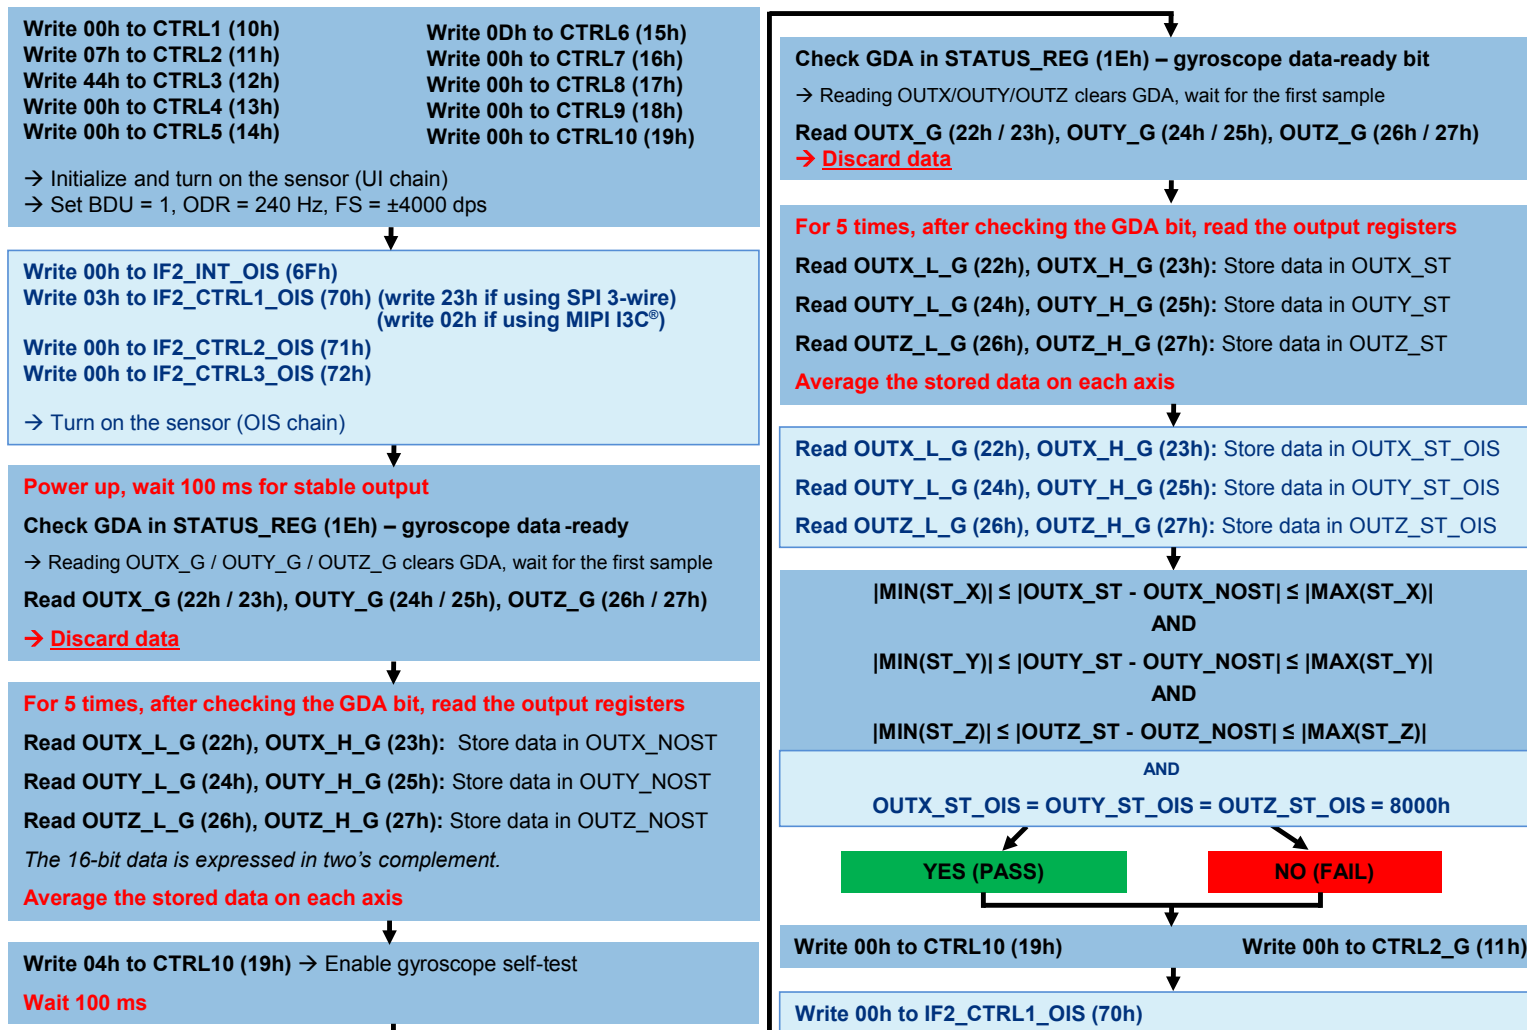 Write 00h to CTRL1 (10h)
Write 07h to CTRL2 (11h)
Write 44h to CTRL3 (12h)
Write 00h to CTRL4 (13h)
Write 00h to CTRL5 (14h)
Write 0Dh to CTRL6 (15h)
Write 00h to CTRL7 (16h)
Write 00h to CTRL8 (17h)
Write 00h to CTRL9 (18h)
Write 00h to CTRL10 (19h)
→ Initialize and turn on the sensor (UI chain)
→ Set BDU = 1, ODR = 240 Hz, FS = ±4000 dps
Write 00h to IF2_INT_OIS (6Fh)
Write 03h to IF2_CTRL1_OIS (70h) (write 23h if using SPI 3-wire)
(write 02h if using MIPI I3C®)
Write 00h to IF2_CTRL2_OIS (71h)
Write 00h to IF2_CTRL3_OIS (72h)
→ Turn on the sensor (OIS chain)
Power up, wait 100 ms for stable output
Check GDA in STATUS_REG (1Eh) – gyroscope data-ready
→ Reading OUTX_G / OUTY_G / OUTZ_G clears GDA, wait for the first sample
Read OUTX_G (22h / 23h), OUTY_G (24h / 25h), OUTZ_G (26h / 27h)
→ Discard data
For 5 times, after checking the GDA bit, read the output registers
Read OUTX_L_G (22h), OUTX_H_G (23h): Store data in OUTX_NOST
Read OUTY_L_G (24h), OUTY_H_G (25h): Store data in OUTY_NOST
Read OUTZ_L_G (26h), OUTZ_H_G (27h): Store data in OUTZ_NOST
The 16-bit data is expressed in two's complement.
Average the stored data on each axis
Write 04h to CTRL10 (19h) → Enable gyroscope self-test
Wait 100 ms
Check GDA in STATUS_REG (1Eh) – gyroscope data-ready bit
→ Reading OUTX/OUTY/OUTZ clears GDA, wait for the first sample
Read OUTX_G (22h / 23h), OUTY_G (24h / 25h), OUTZ_G (26h / 27h)
→ Discard data
For 5 times, after checking the GDA bit, read the output registers
Read OUTX_L_G (22h), OUTX_H_G (23h): Store data in OUTX_ST
Read OUTY_L_G (24h), OUTY_H_G (25h): Store data in OUTY_ST
Read OUTZ_L_G (26h), OUTZ_H_G (27h): Store data in OUTZ_ST
Average the stored data on each axis
Read OUTX_L_G (22h), OUTX_H_G (23h): Store data in OUTX_ST_OIS
Read OUTY_L_G (24h), OUTY_H_G (25h): Store data in OUTY_ST_OIS
Read OUTZ_L_G (26h), OUTZ_H_G (27h): Store data in OUTZ_ST_OIS
|MIN(ST_X)| ≤ |OUTX_ST - OUTX_NOST| ≤ |MAX(ST_X)|
AND
|MIN(ST_Y)| ≤ |OUTY_ST - OUTY_NOST| ≤ |MAX(ST_Y)|
AND
|MIN(ST_Z)| ≤ |OUTZ_ST - OUTZ_NOST| ≤ |MAX(ST_Z)|
AND
OUTX_ST_OIS = OUTY_ST_OIS = OUTZ_ST_OIS = 8000h
YES (PASS)
NO (FAIL)
Write 00h to CTRL10 (19h)
Write 00h to CTRL2_G (11h)
Write 00h to IF2_CTRL1_OIS (70h)